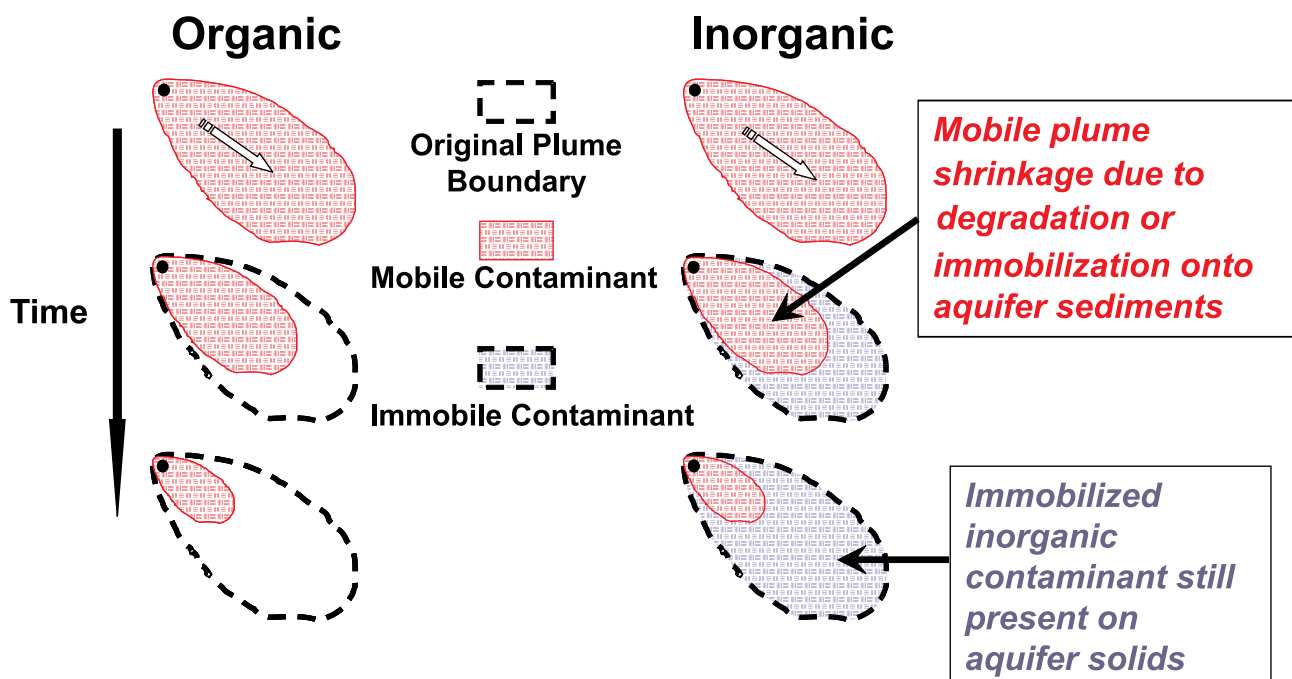 Organic
Inorganic
Original Plume
Boundary
Mobile Contaminant
Immobile Contaminant
Time
Mobile plume
shrinkage due to
degradation or
immobilization onto
aquifer sediments
Immobilized
inorganic
contaminant still
present on
aquifer solids